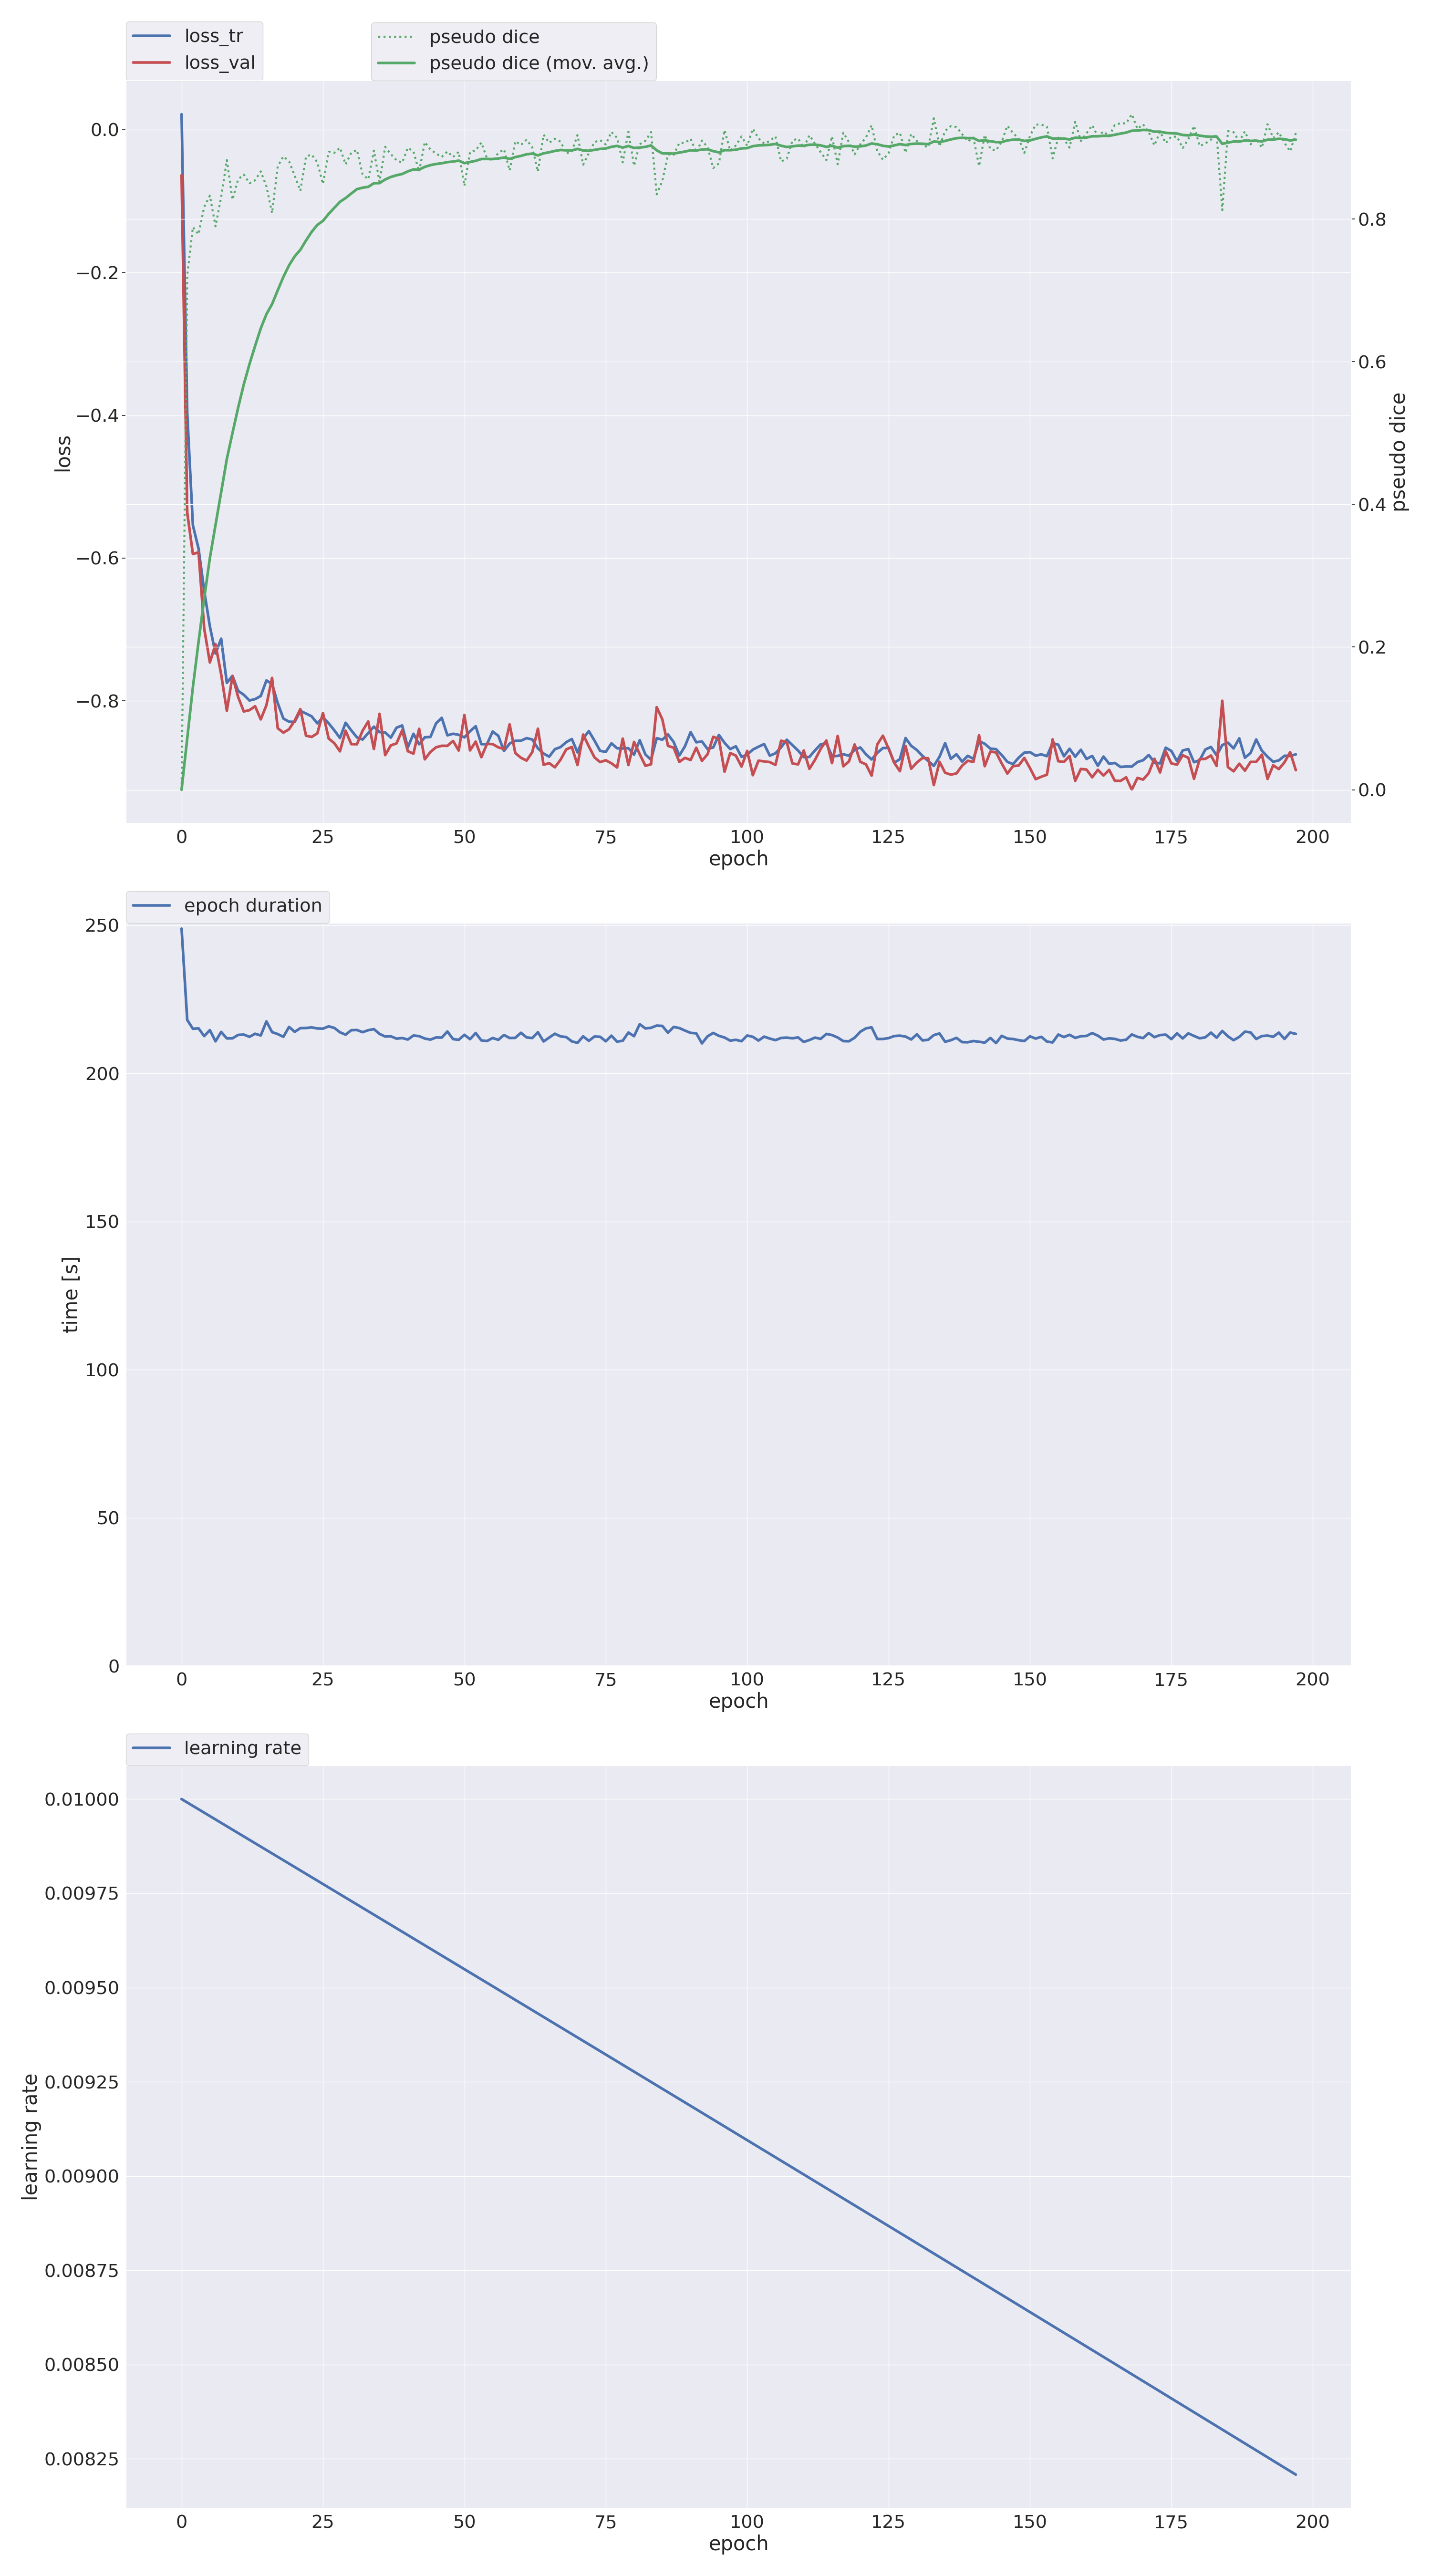 loss_tr
loss_val
pseudo dice
pseudo dice (mov. avg.)
0.0
−0.2
−0.4
−0.6
−0.8
loss
0.8
0.6
0.4
0.2
0.0
pseudo dice
0 25 50 75 100 125 150 175 200
epoch
epoch duration
250
200
150
100
50
0
time [s]
0 25 50 75 100 125 150 175 200
epoch
learning rate
0.01000
0.00975
0.00950
0.00925
0.00900
0.00875
0.00850
0.00825
learning rate
0 25 50 75 100 125 150 175 200
epoch